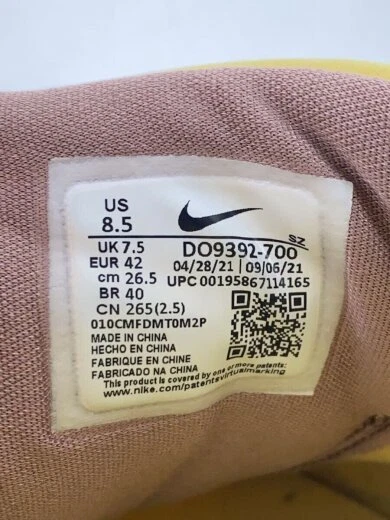 US
8.5
SZ
UK 7.5
DO9392-700
EUR 42
04/28/21 | 09/06/21
cm 26.5
UPC 00195867114165
BR 40
CN 265(2.5)
010CMFDMT0M2P
MADE IN CHINA
HECHO EN CHINA
FABRIQUE EN CHINE
FABRICADO NA CHINA
This product is covered by one or more patents:
www.nike.com/patentsvirtualmarking